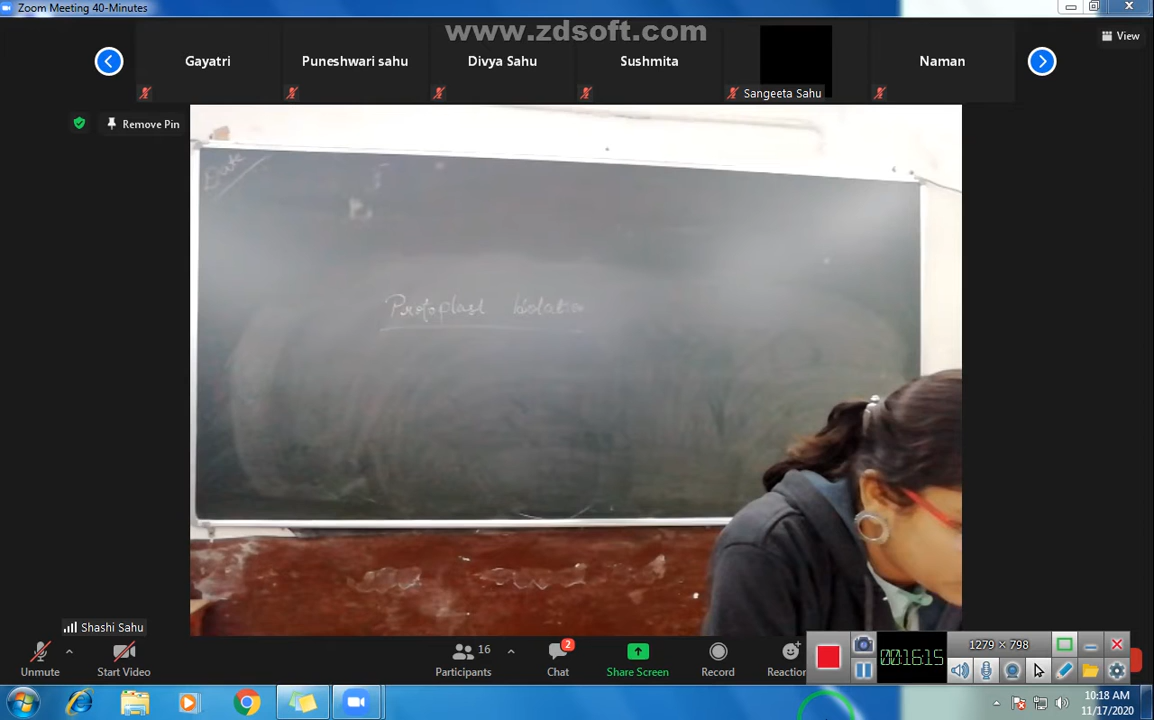 Zoom Meeting 40-Minutes
www.zdsoft.com
View
Gayatri
Puneshwari sahu
Divya Sahu
Sushmita
Sangeeta Sahu
Naman
Remove Pin
Date
Protoplast Isolation
Shashi Sahu
Unmute
Start Video
16
Participants
2
Chat
Share Screen
Record
Reaction
00:16:15
1279 × 798
10:18 AM
11/17/2020